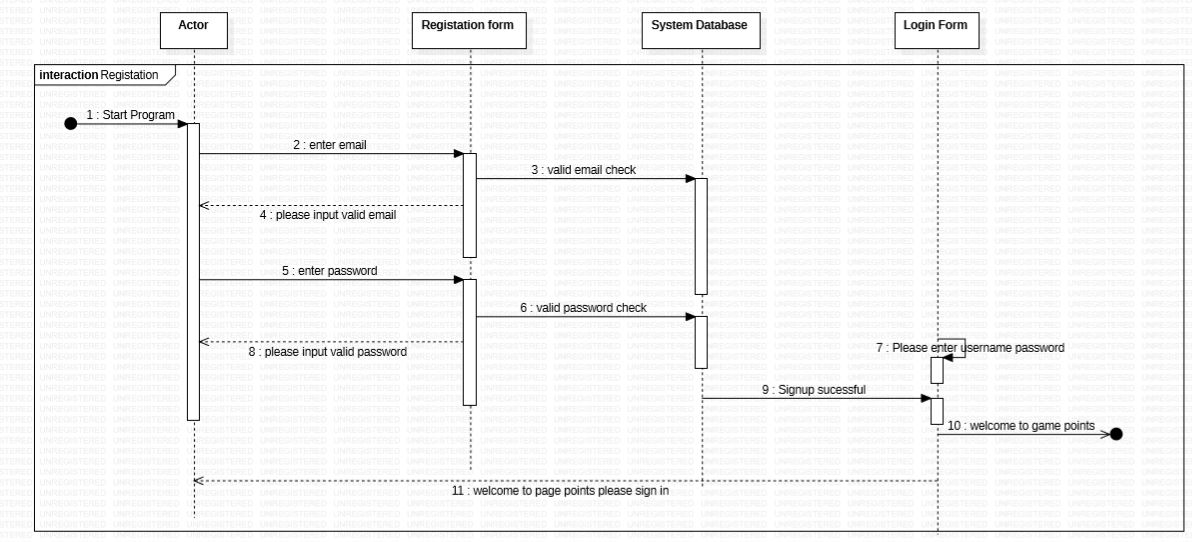 Actor
Registation form
System Database
Login Form
interaction Registation
1 : Start Program
2 : enter email
3 : valid email check
4 : please input valid email
5 : enter password
6 : valid password check
7 : Please enter username password
8 : please input valid password
9 : Signup sucessful
10 : welcome to game points
11 : welcome to page points please sign in
UNREGISTERED